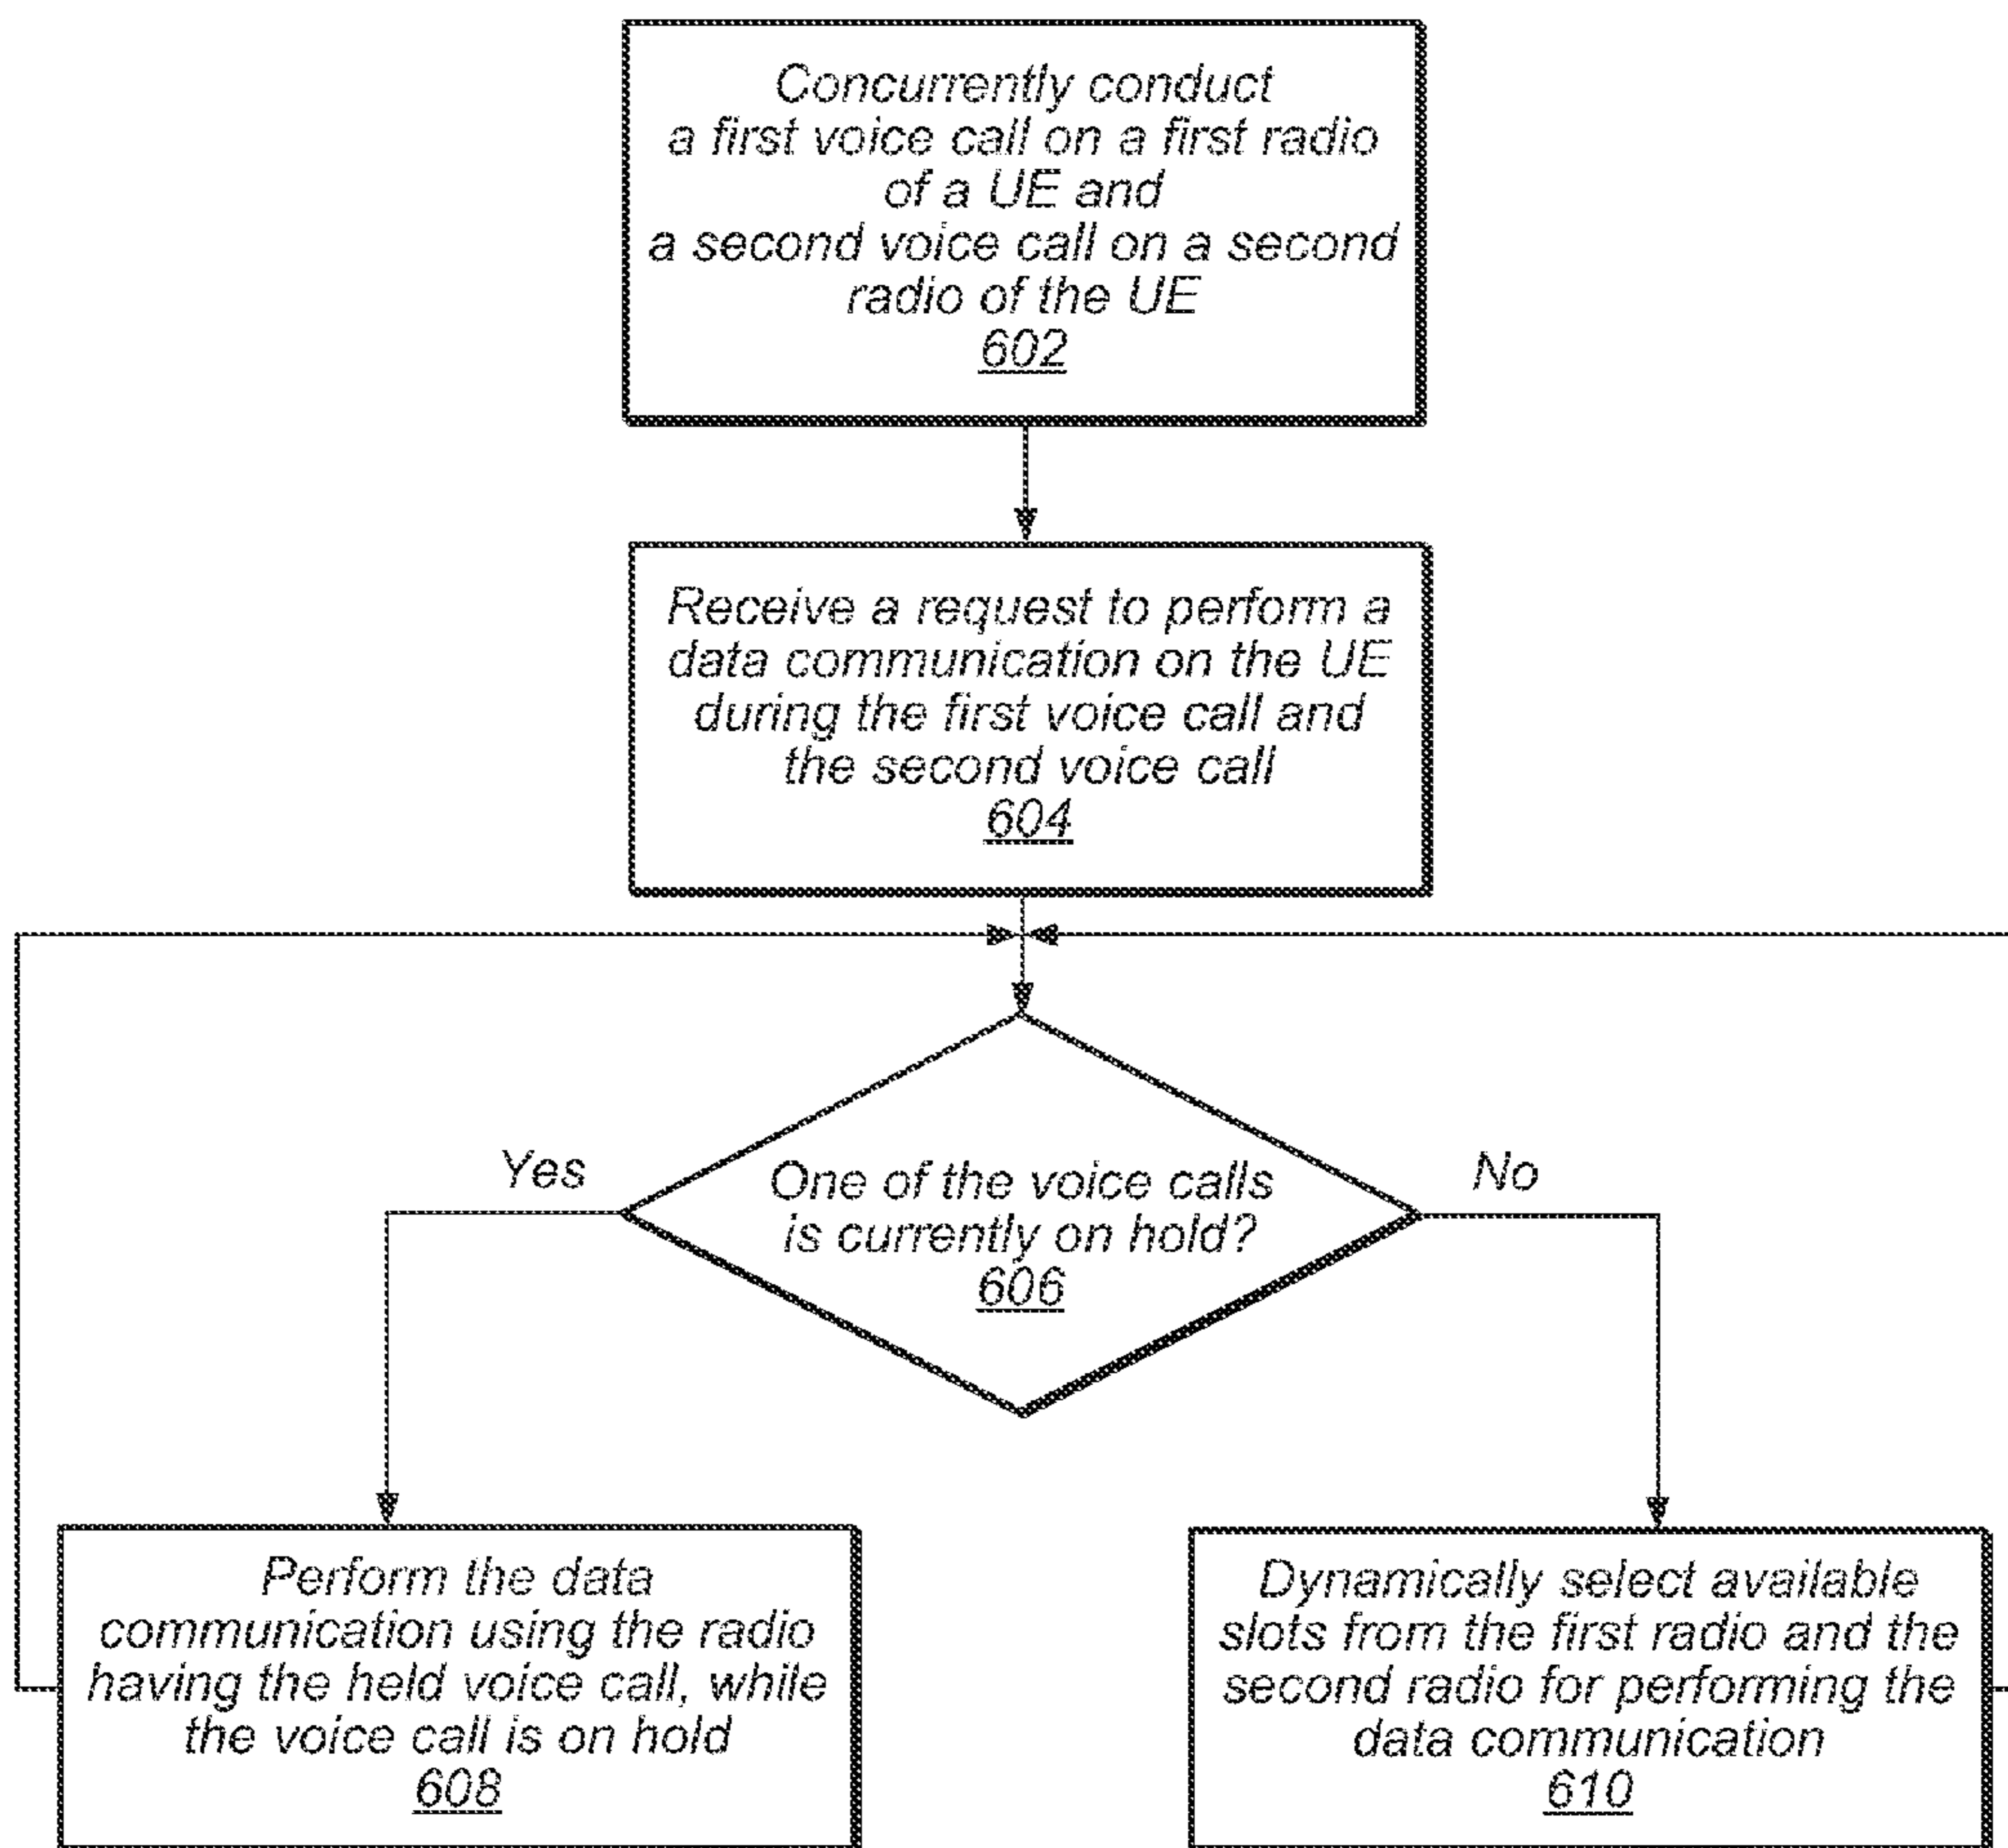 Concurrently conduct
a first voice call on a first radio
of a UE and
a second voice call on a second
radio of the UE
602
Receive a request to perform a
data communication on the UE
during the first voice call and
the second voice call
604
Yes
No
One of the voice calls
is currently on hold?
606
Perform the data
communication using the radio
having the held voice call, while
the voice call is on hold
608
Dynamically select available
slots from the first radio and the
second radio for performing the
data communication
610